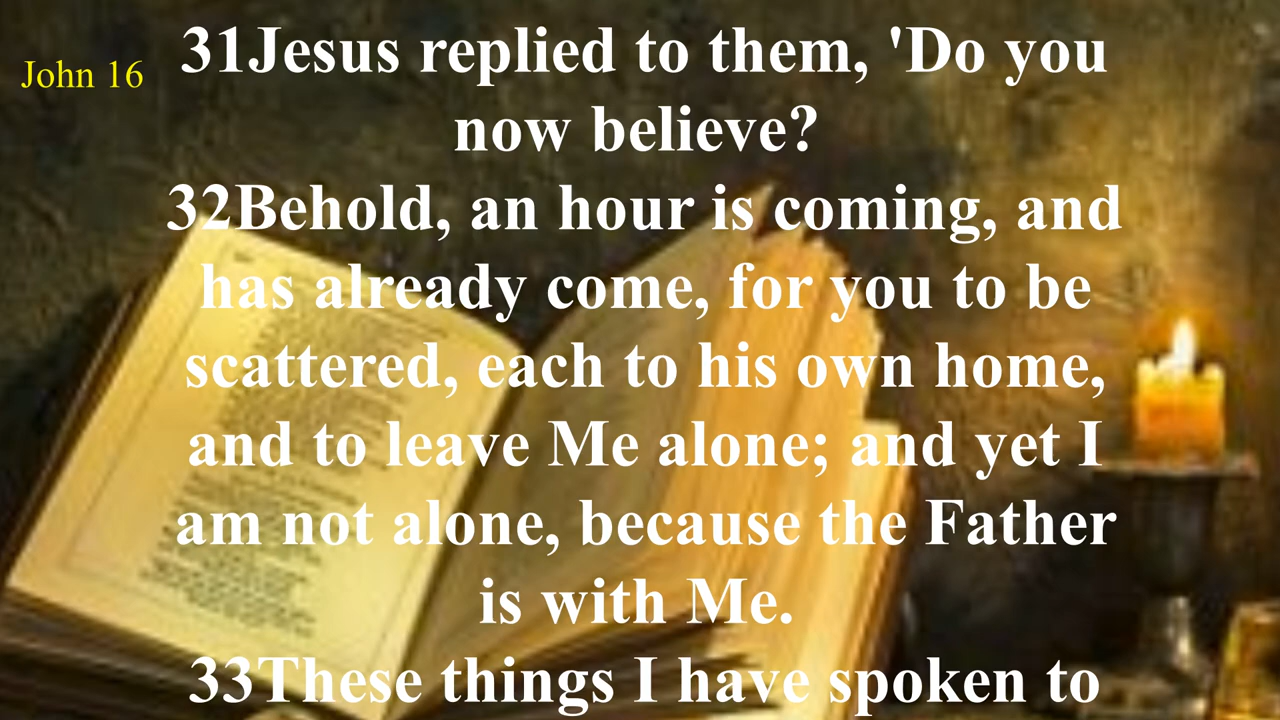 John 16
31Jesus replied to them, 'Do you
now believe?
32Behold, an hour is coming, and
has already come, for you to be
scattered, each to his own home,
and to leave Me alone; and yet I
am not alone, because the Father
is with Me.
33These things I have spoken to